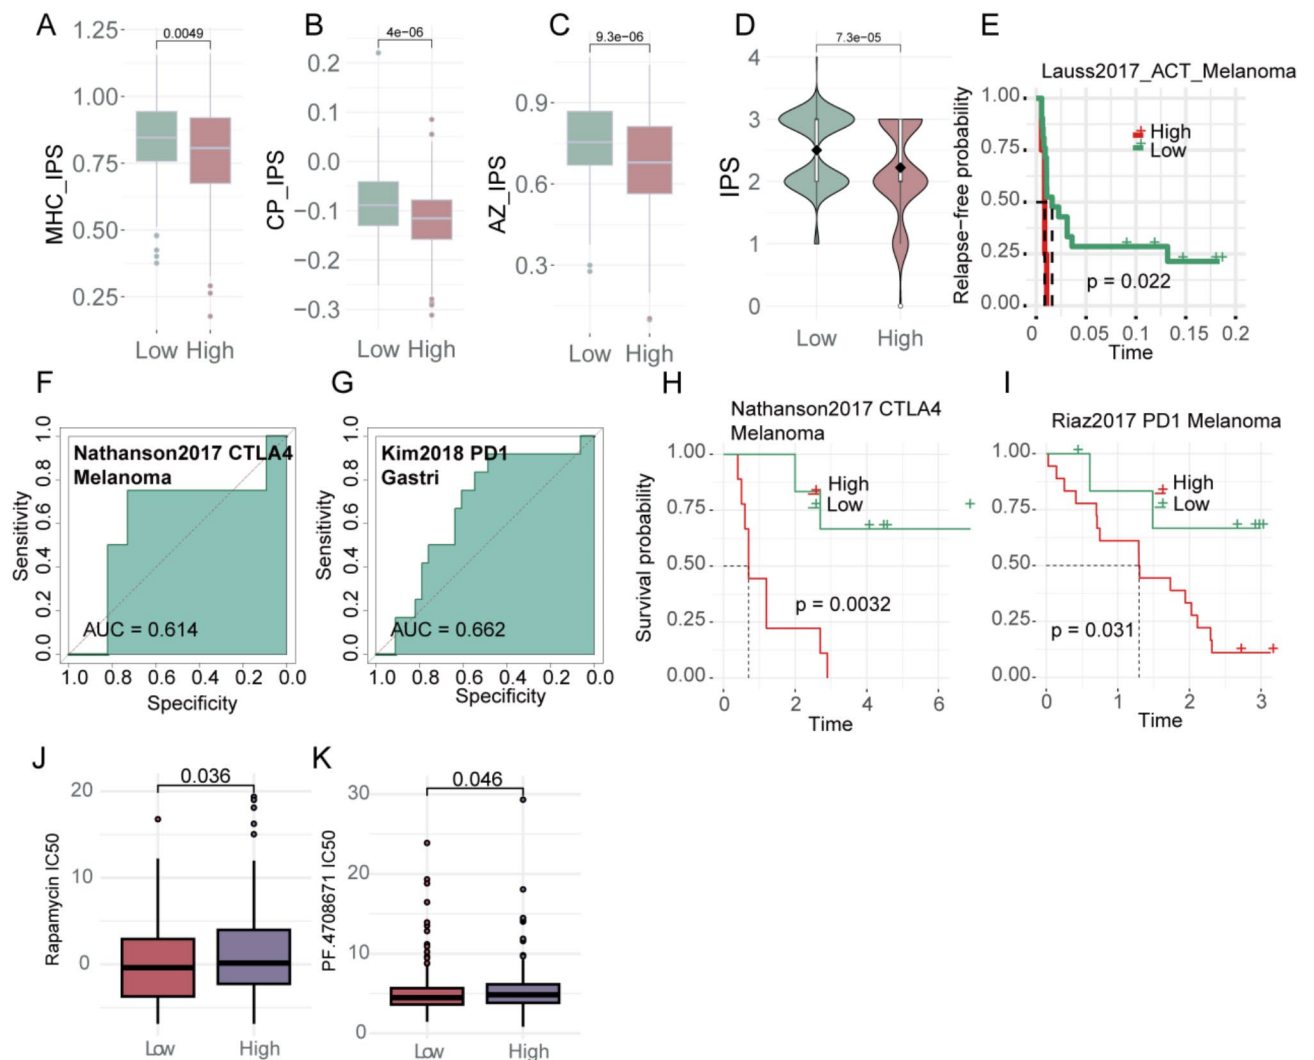 A
MHC_IPS
1.25
1.00
0.75
0.50
0.25
0.0049
Low High
B
CP_IPS
0.2
0.1
0.0
−0.1
−0.2
−0.3
4e−06
Low High
C
AZ_IPS
0.9
0.6
0.3
9.3e−06
Low High
D
IPS
4
3
2
1
0
7.3e−05
Low High
E
Lauss2017_ACT_Melanoma
Relapse−free probability
1.00
0.75
0.50
0.25
0.00
High
Low
p = 0.022
0 0.05 0.1 0.15 0.2
Time
F
Sensitivity
1.0
0.8
0.6
0.4
0.2
0.0
Nathanson2017 CTLA4
Melanoma
AUC = 0.614
1.0 0.8 0.6 0.4 0.2 0.0
Specificity
G
Sensitivity
1.0
0.8
0.6
0.4
0.2
0.0
Kim2018 PD1
Gastri
AUC = 0.662
1.0 0.8 0.6 0.4 0.2 0.0
Specificity
H
Nathanson2017 CTLA4
Melanoma
Survival probability
1.00
0.75
0.50
0.25
0.00
High
Low
p = 0.0032
0 2 4 6
Time
I
Riaz2017 PD1 Melanoma
1.00
0.75
0.50
0.25
0.00
High
Low
p = 0.031
0 1 2 3
Time
J
Rapamycin IC50
20
10
0
0.036
Low High
K
PF.4708671 IC50
30
20
10
0
0.046
Low High